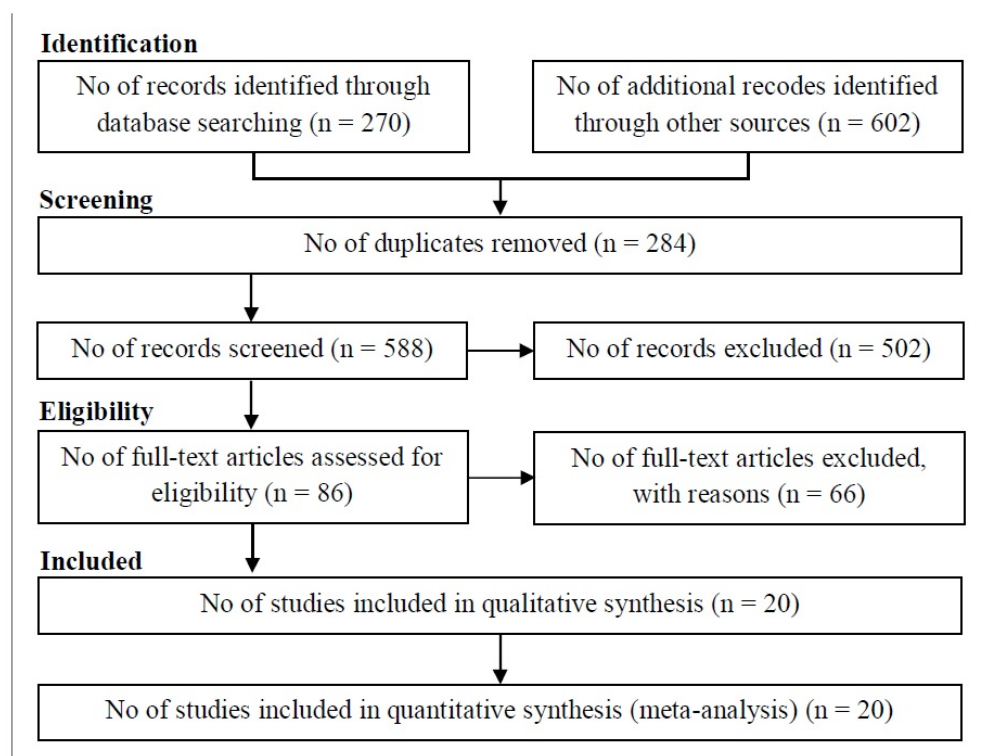 Identification
No of records identified through
database searching (n = 270)
No of additional recodes identified
through other sources (n = 602)
Screening
No of duplicates removed (n = 284)
No of records screened (n = 588)
No of records excluded (n = 502)
Eligibility
No of full-text articles assessed for
eligibility (n = 86)
No of full-text articles excluded,
with reasons (n = 66)
Included
No of studies included in qualitative synthesis (n = 20)
No of studies included in quantitative synthesis (meta-analysis) (n = 20)